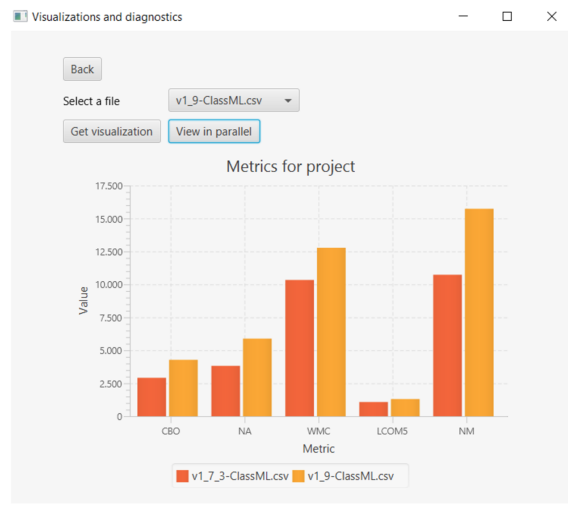 Visualizations and diagnostics
Back
Select a file
v1_9-ClassML.csv
Get visualization
View in parallel
Metrics for project
17.500
15.000
12.500
10.000
7.500
5.000
2.500
0
Value
CBO
NA
WMC
LCOM5
NM
Metric
v1_7_3-ClassML.csv
v1_9-ClassML.csv